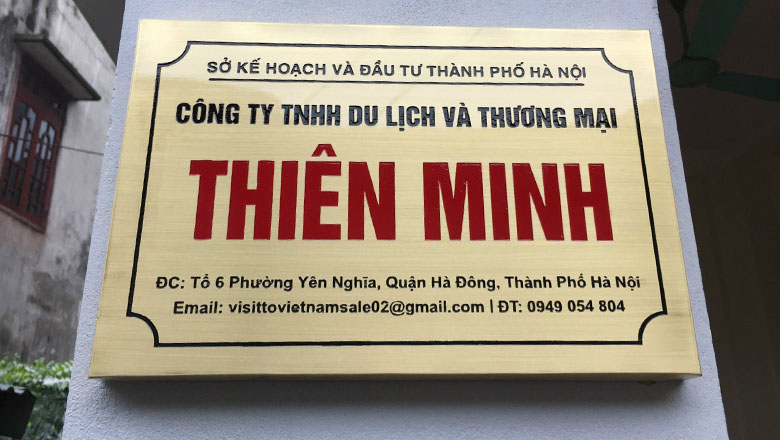 SỞ KẾ HOẠCH VÀ ĐẦU TƯ THÀNH PHỐ HÀ NỘI
CÔNG TY TNHH DU LỊCH VÀ THƯƠNG MẠI
THIÊN MINH
ĐC: Tổ 6 Phường Yên Nghĩa, Quận Hà Đông, Thành Phố Hà Nội
Email: visittovietnamsale02@gmail.com | ĐT: 0949 054 804